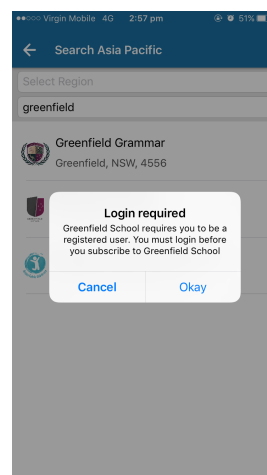 Virgin Mobile 4G 2:57 pm 51%
Search Asia Pacific
Select Region
greenfield
Greenfield Grammar
Greenfield, NSW, 4556
Login required
Greenfield School requires you to be a
registered user. You must login before
you subscribe to Greenfield School
Cancel Okay